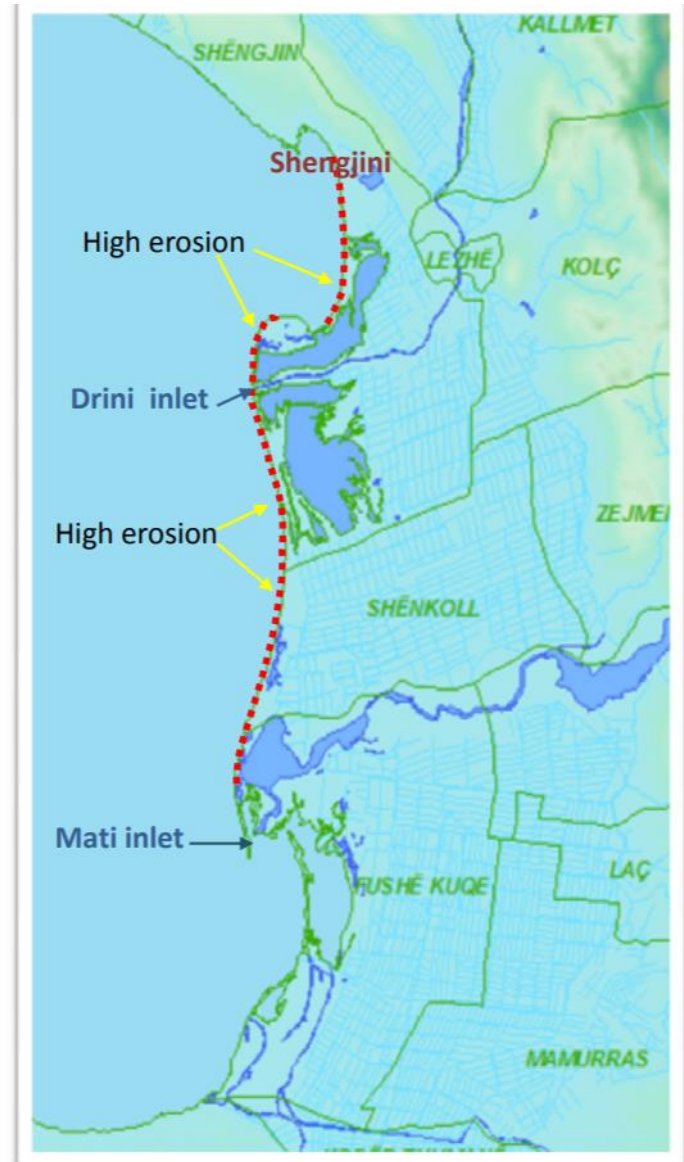 KALLMET
SHËNGJIN
Shengjini
High erosion
LEZHË
KOLÇ
Drini inlet
High erosion
ZEJMEI
SHËNKOLL
Mati inlet
LAÇ
FUSHË KUQE
MAMURRAS